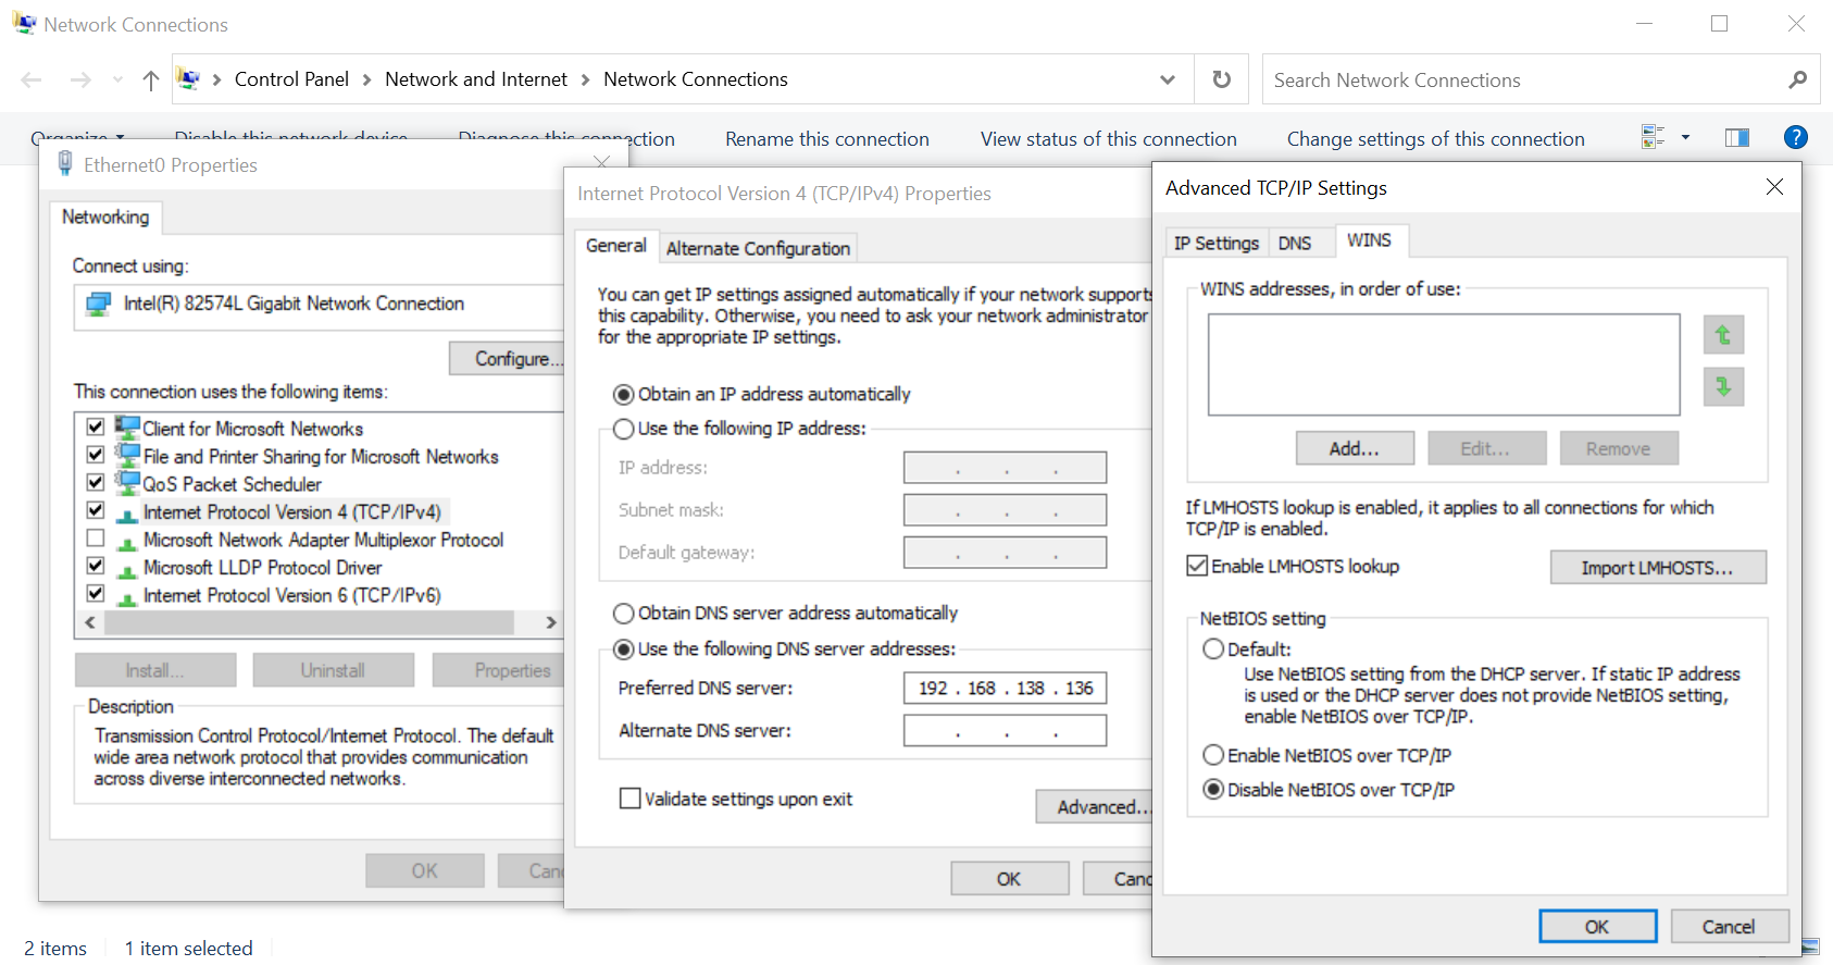 Network Connections
Control Panel > Network and Internet > Network Connections
Search Network Connections
Organize
Disable this network device
Diagnose this connection
Rename this connection
View status of this connection
Change settings of this connection
?
Ethernet0 Properties
Networking
Connect using:
Intel(R) 82574L Gigabit Network Connection
Configure...
This connection uses the following items:
Client for Microsoft Networks
File and Printer Sharing for Microsoft Networks
QoS Packet Scheduler
Internet Protocol Version 4 (TCP/IPv4)
Microsoft Network Adapter Multiplexor Protocol
Microsoft LLDP Protocol Driver
Internet Protocol Version 6 (TCP/IPv6)
Install...
Uninstall
Properties
Description
Transmission Control Protocol/Internet Protocol. The default
wide area network protocol that provides communication
across diverse interconnected networks.
OK
Canc
Internet Protocol Version 4 (TCP/IPv4) Properties
General
Alternate Configuration
You can get IP settings assigned automatically if your network supports
this capability. Otherwise, you need to ask your network administrator
for the appropriate IP settings.
Obtain an IP address automatically
Use the following IP address:
IP address:
Subnet mask:
Default gateway:
Obtain DNS server address automatically
Use the following DNS server addresses:
Preferred DNS server:
192 . 168 . 138 . 136
Alternate DNS server:
Validate settings upon exit
Advanced...
OK
Canc
Advanced TCP/IP Settings
IP Settings
DNS
WINS
WINS addresses, in order of use:
Add...
Edit...
Remove
If LMHOSTS lookup is enabled, it applies to all connections for which
TCP/IP is enabled.
Enable LMHOSTS lookup
Import LMHOSTS...
NetBIOS setting
Default:
Use NetBIOS setting from the DHCP server. If static IP address
is used or the DHCP server does not provide NetBIOS setting,
enable NetBIOS over TCP/IP.
Enable NetBIOS over TCP/IP
Disable NetBIOS over TCP/IP
OK
Cancel
2 items
1 item selected